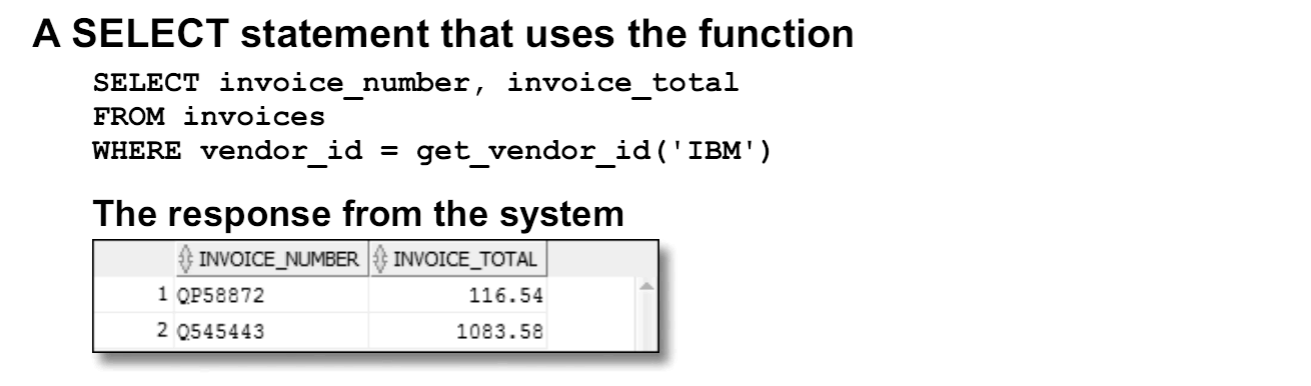 A SELECT statement that uses the function
SELECT invoice_number, invoice_total
FROM invoices
WHERE vendor_id = get_vendor_id('IBM')
The response from the system
INVOICE_NUMBER INVOICE_TOTAL
1 QP58872 116.54
2 Q545443 1083.58